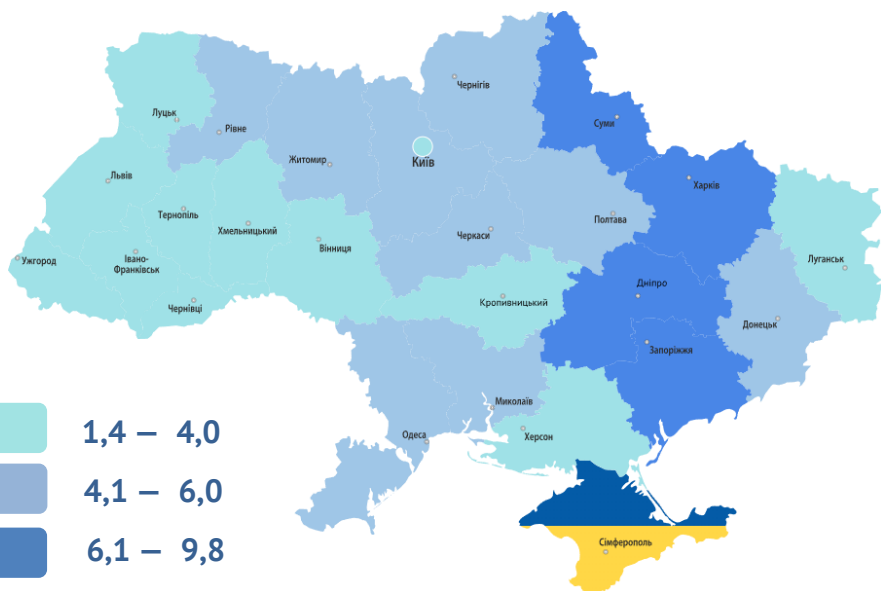 Чернігів
Суми
Луцьк
Рівне
Київ
Житомир
Львів
Харків
Тернопіль
Полтава
Хмельницький
Черкаси
Вінниця
Ужгород
Івано-
Франківськ
Луганськ
Дніпро
Чернівці
Кропивницький
Донецьк
Запоріжжя
Миколаїв
Одеса
Херсон
Сімферополь
1,4 — 4,0
4,1 — 6,0
6,1 — 9,8